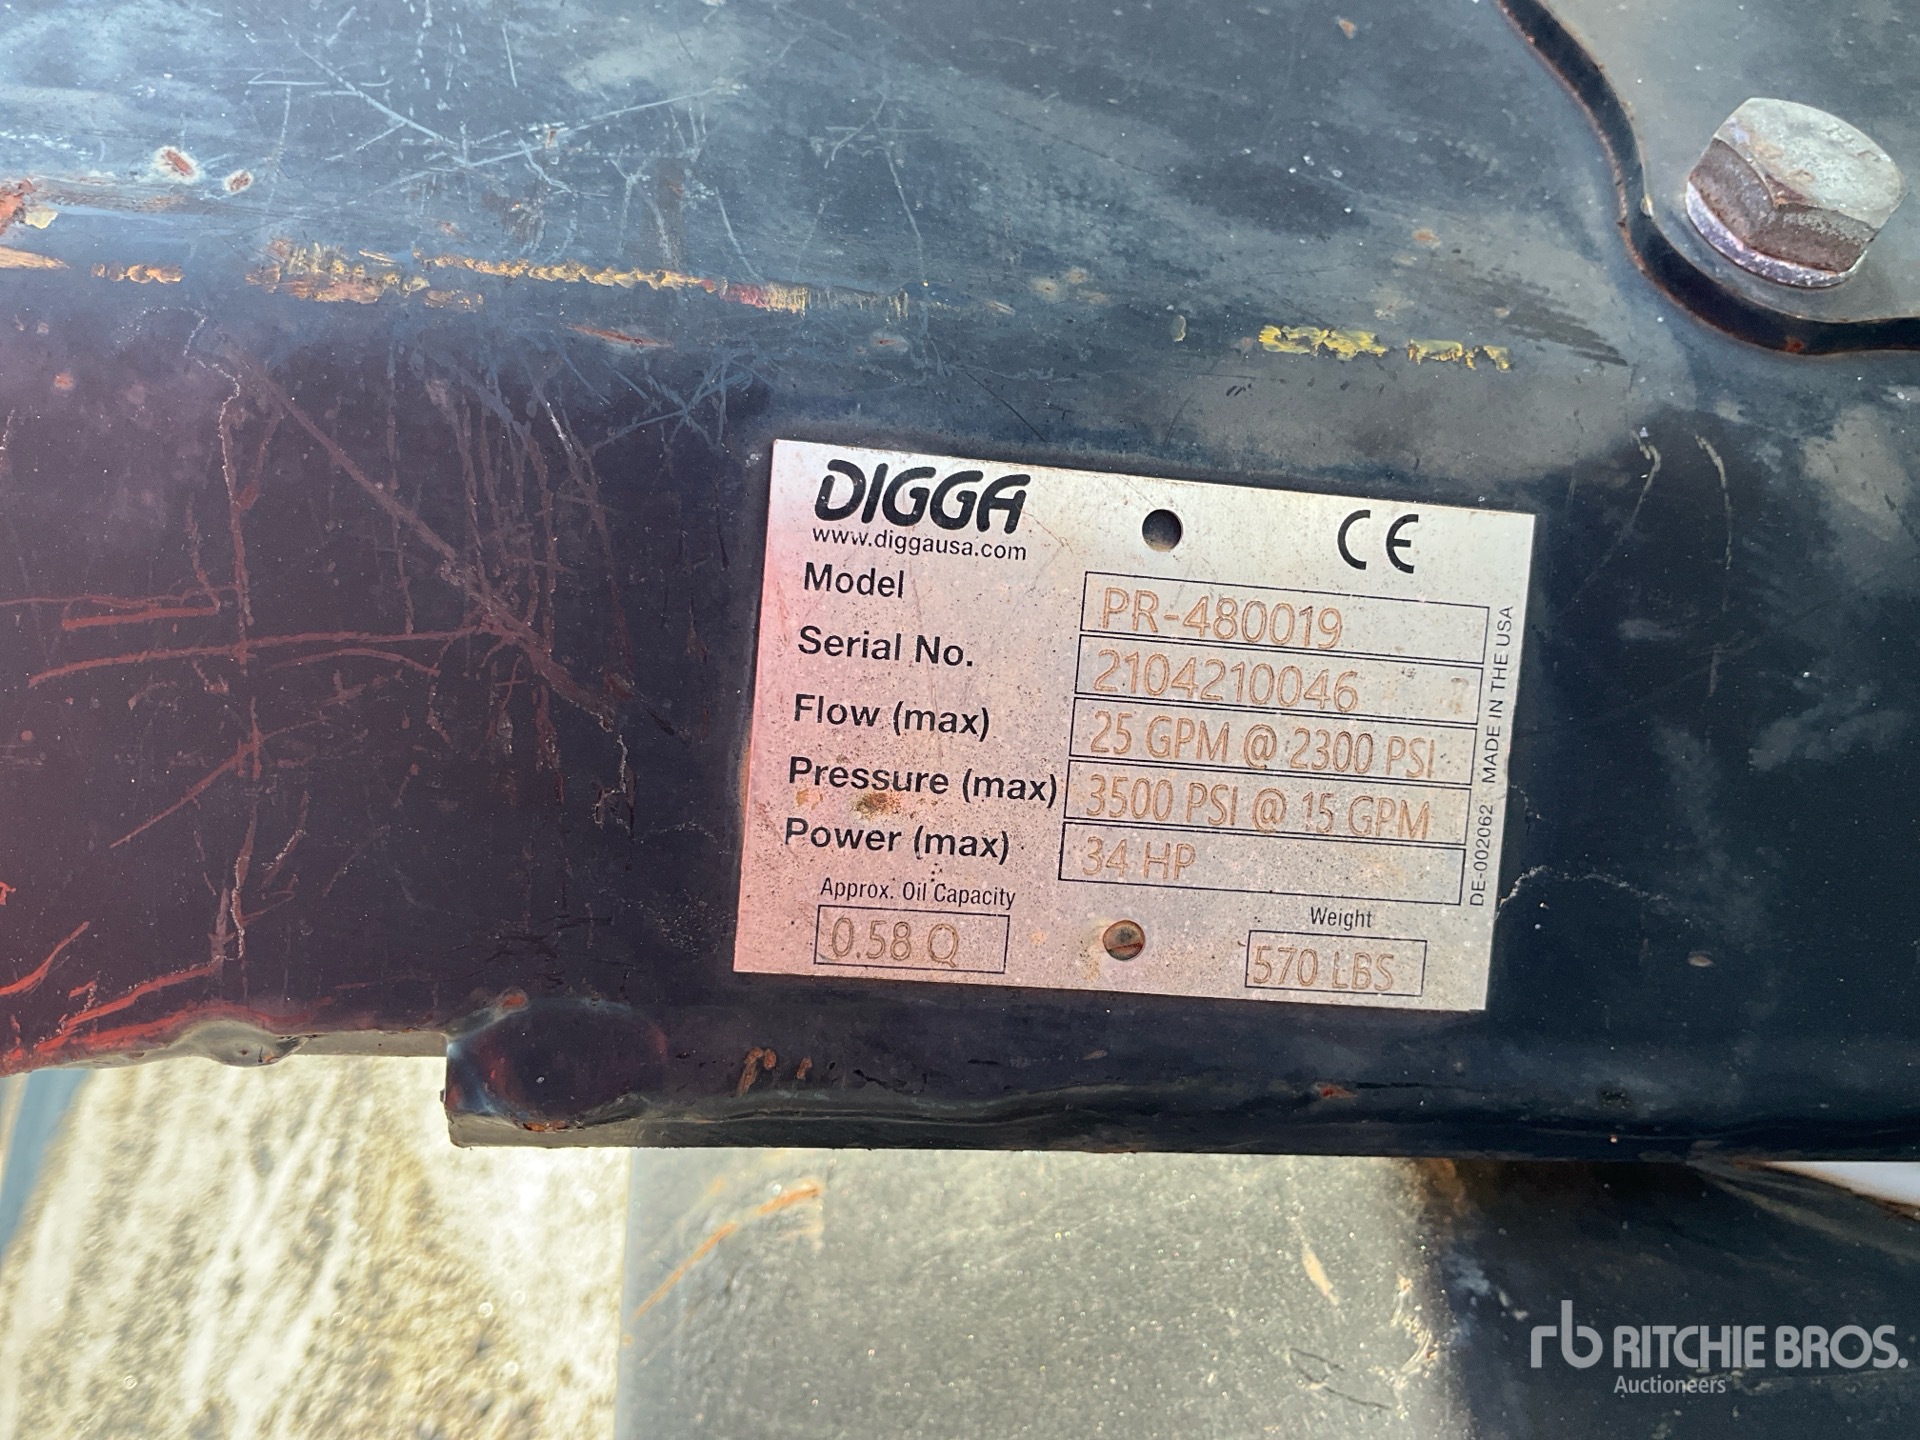 DIGGA
www.diggausa.com
CE
Model PR-480019
Serial No. 2104210046
Flow (max) 25 GPM @ 2300 PSI
Pressure (max) 3500 PSI @ 15 GPM
Power (max) 34 HP
Approx. Oil Capacity
0.58 Q
Weight
570 LBS
DE-002062 MADE IN THE USA
rb RITCHIE BROS.
Auctioneers